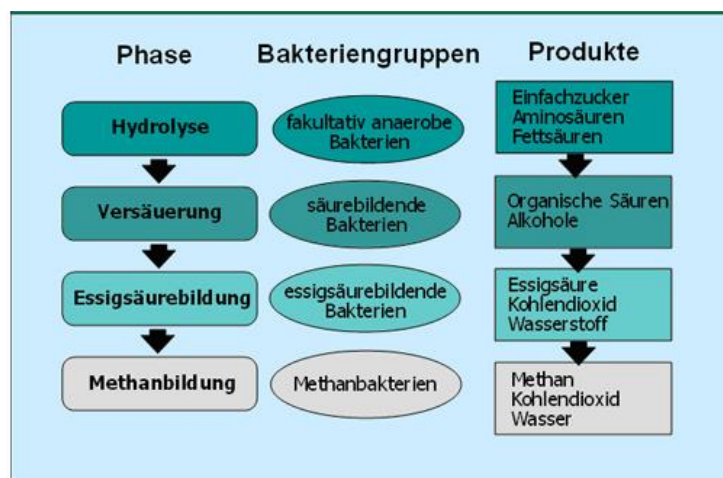 Phase
Bakteriengruppen
Produkte
Hydrolyse
fakultativ anaerobe
Bakterien
Einfachzucker
Aminosäuren
Fettsäuren
Versäuerung
säurebildende
Bakterien
Organische Säuren
Alkohole
Essigsäurebildung
essigsäurebildende
Bakterien
Essigsäure
Kohlendioxid
Wasserstoff
Methanbildung
Methanbakterien
Methan
Kohlendioxid
Wasser